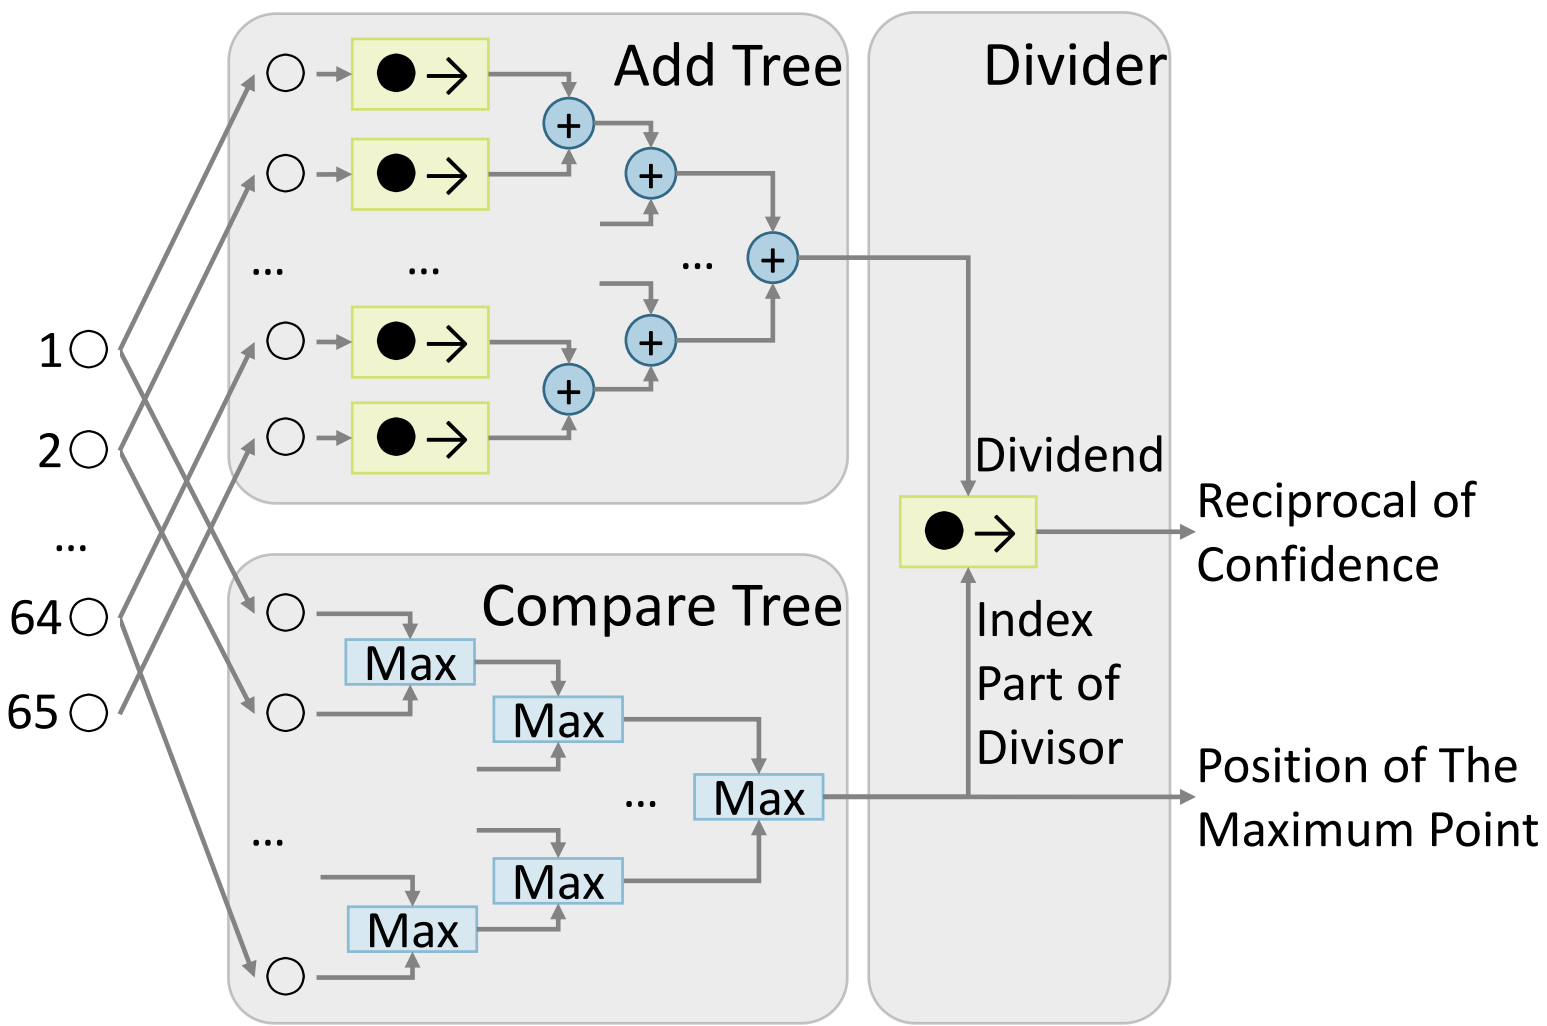 Add Tree
Divider
+
+
...
...
...
+
+
+
+
1
2
...
64
65
Dividend
Reciprocal of
Confidence
Compare Tree
Max
Max
Max
...
...
Max
Max
Index
Part of
Divisor
Position of The
Maximum Point